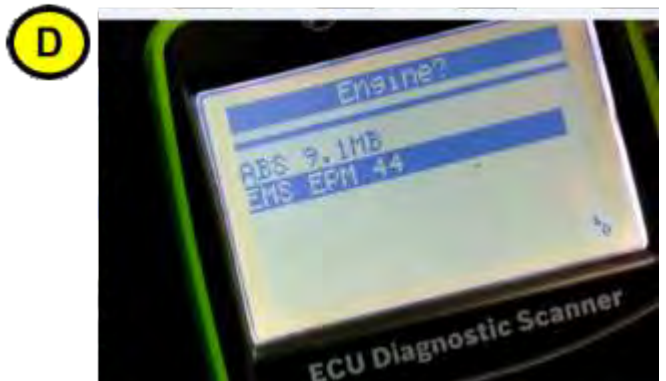 D
Engine?
ABS 9.1MB
EMS EPM 44
ECU Diagnostic Scanner